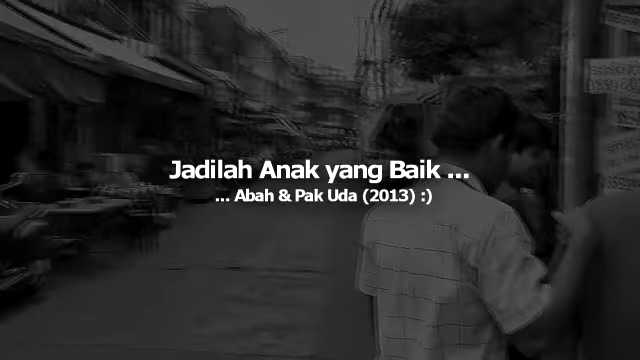 Jadilah Anak yang Baik ...
... Abah & Pak Uda (2013) :)